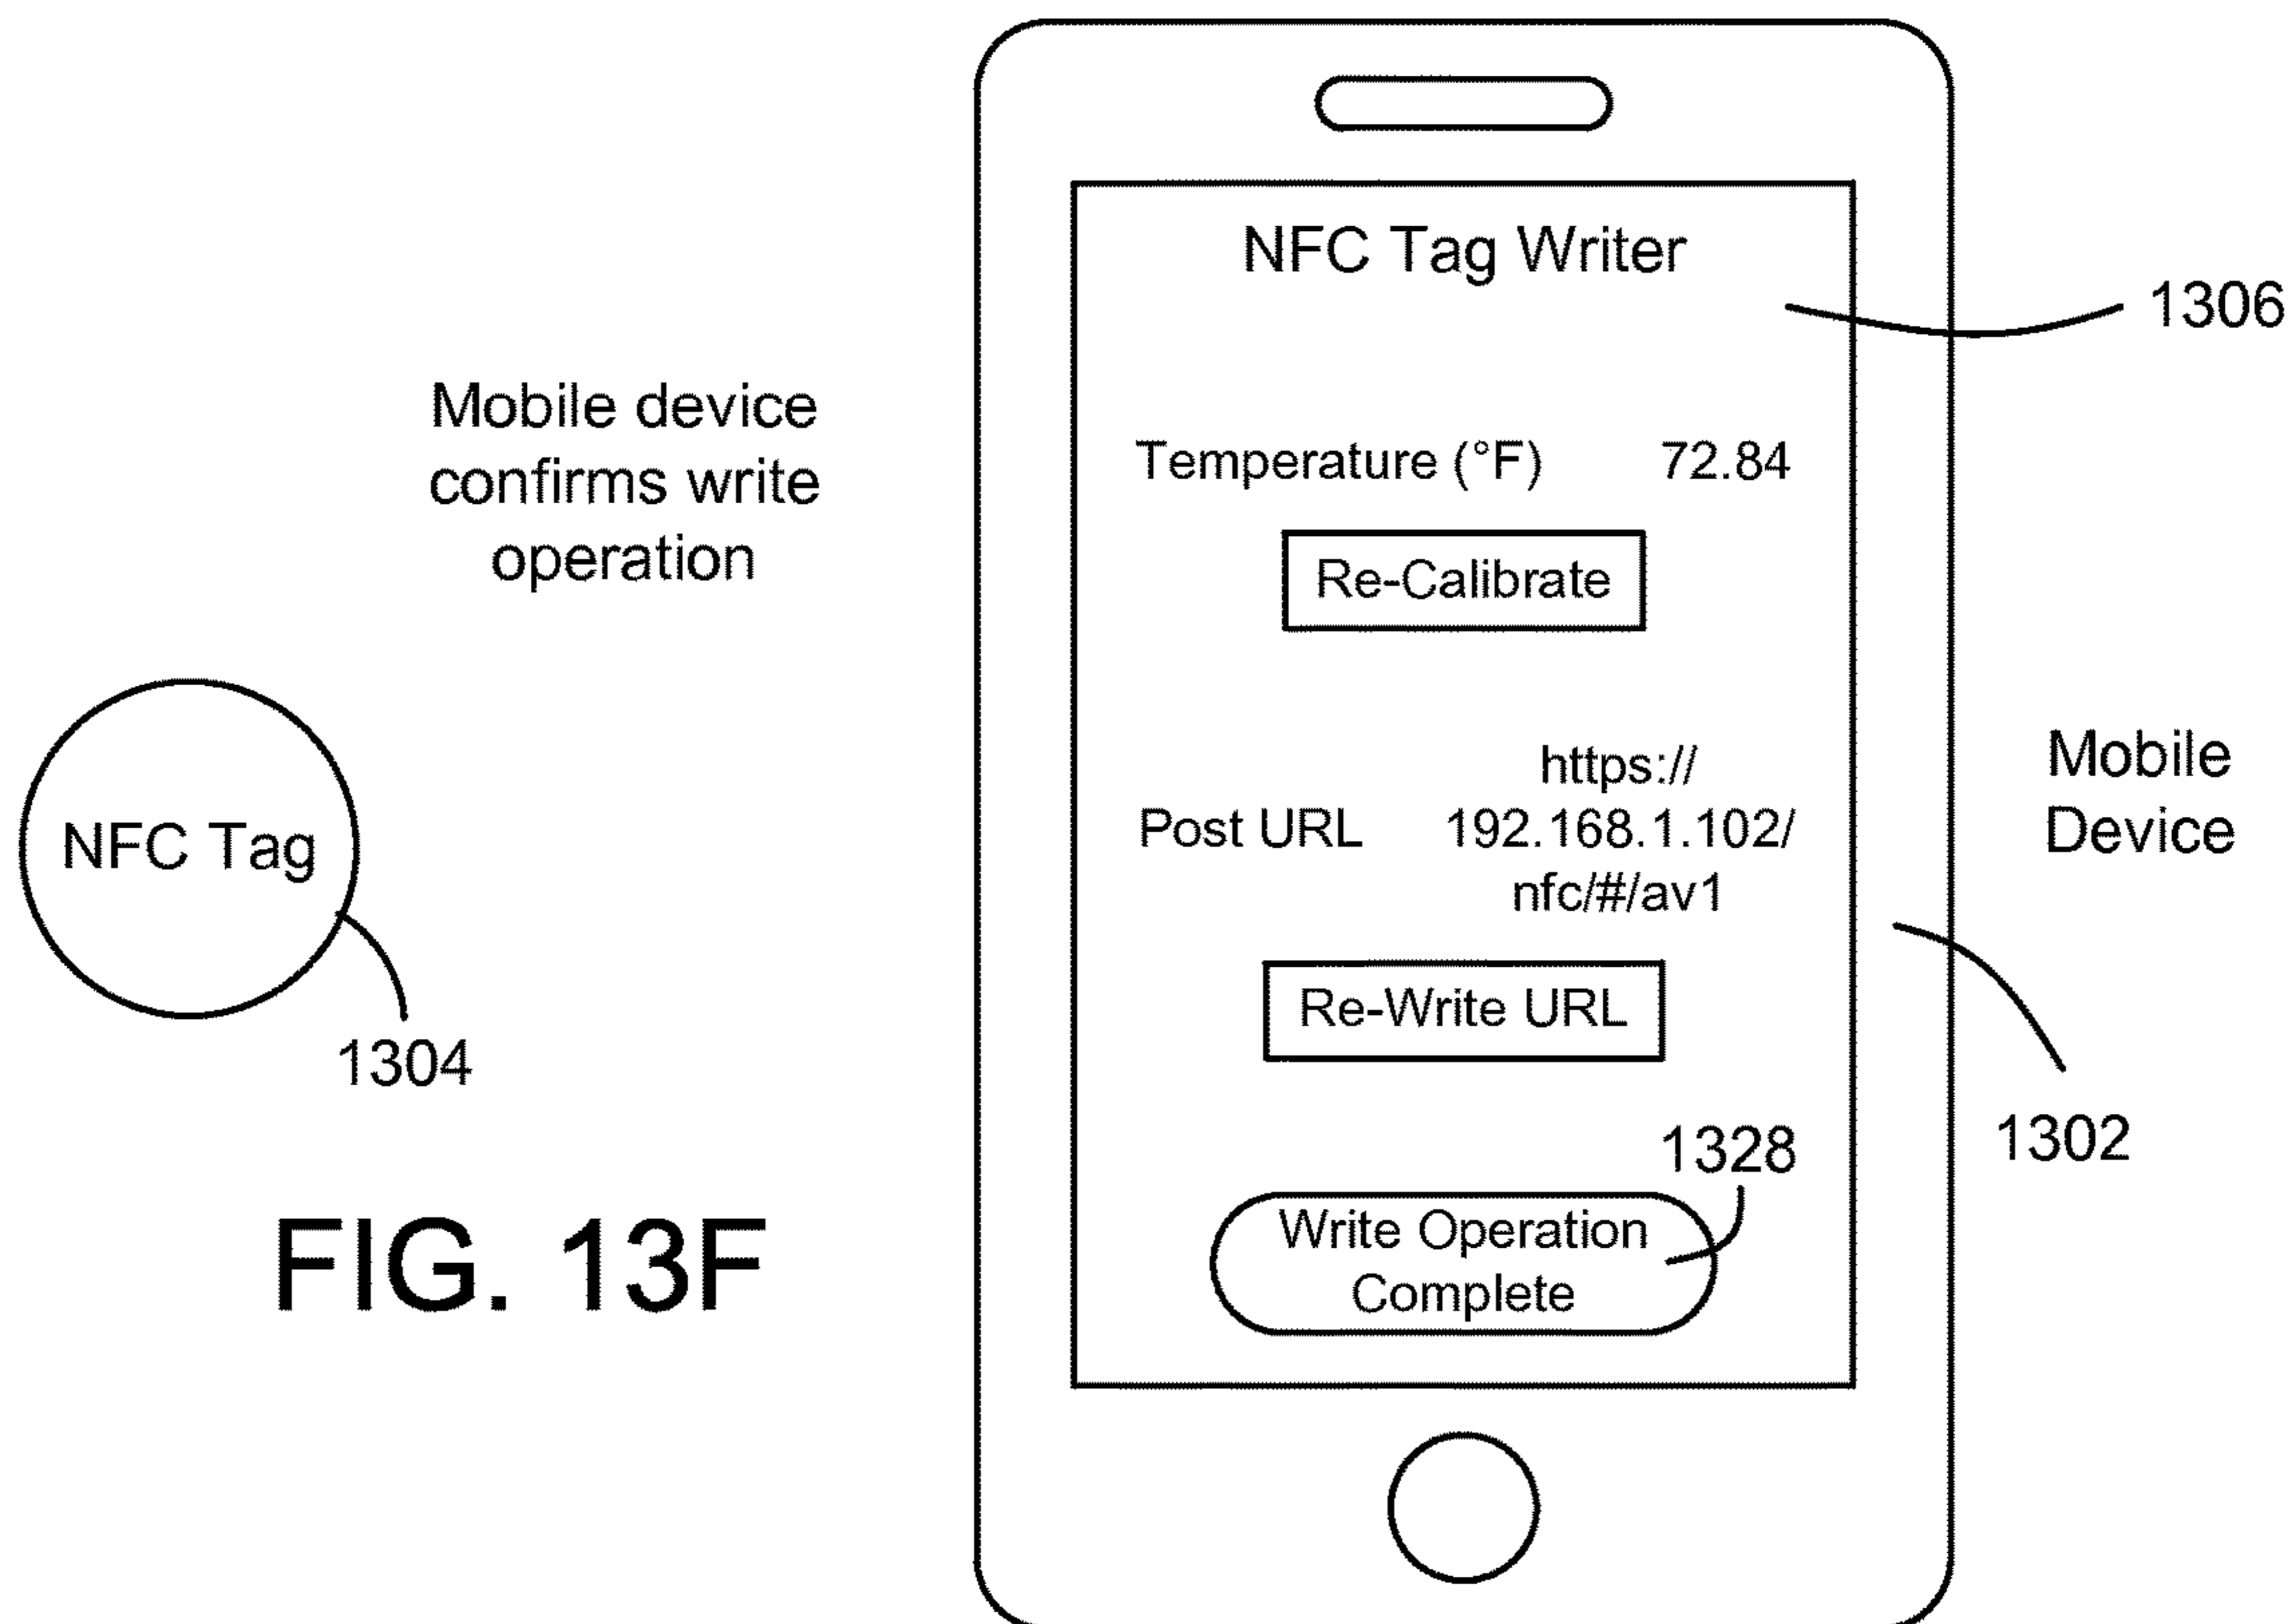 NFC Tag Writer
1306
Mobile device
confirms write
operation
Temperature (°F) 72.84
Re-Calibrate
NFC Tag
1304
https://
Post URL 192.168.1.102/
nfc/#/av1
Mobile
Device
Re-Write URL
1302
1328
Write Operation
Complete
FIG. 13F